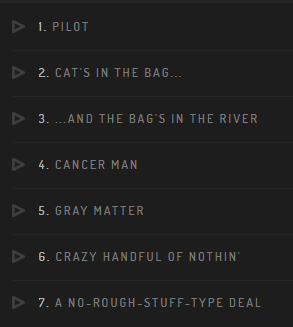 1. PILOT
2. CAT'S IN THE BAG...
3. ...AND THE BAG'S IN THE RIVER
4. CANCER MAN
5. GRAY MATTER
6. CRAZY HANDFUL OF NOTHIN'
7. A NO-ROUGH-STUFF-TYPE DEAL